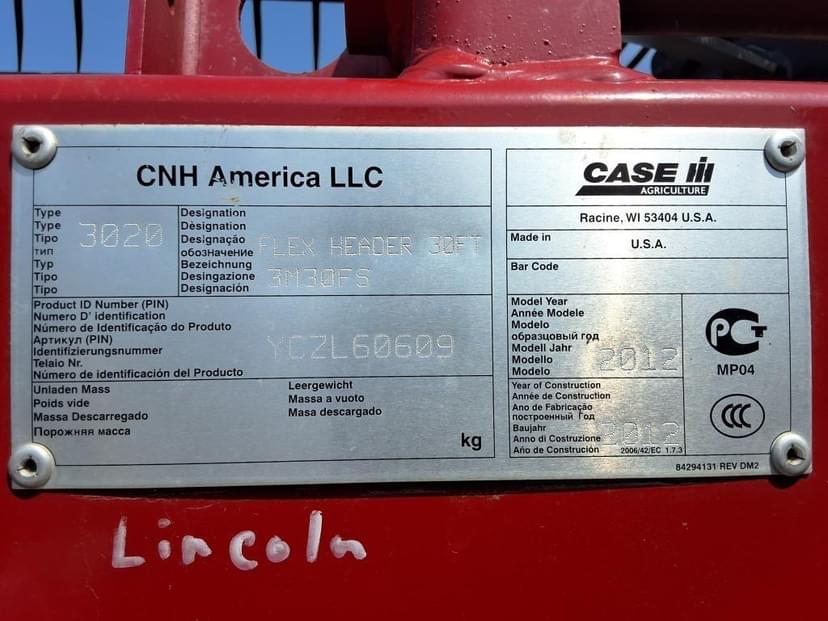 CNH America LLC
Type
Type
Tipo
тип
Typ
Tipo
Tipo
3020
Designation
Dèsignation
Designação
обозначение
Bezeichnung
Desingazione
Designación
FLEX HEADER 30FT
3M30FS
Product ID Number (PIN)
Numero D' identification
Número de Identificação do Produto
Артикул (PIN)
Identifizierungsnummer
Telaio Nr.
Número de identificación del Producto
YCZL60609
Unladen Mass
Poids vide
Massa Descarregado
Порожняя масса
Leergewicht
Massa a vuoto
Masa descargado
kg
CASE IH
AGRICULTURE
Racine, WI 53404 U.S.A.
Made in
U.S.A.
Bar Code
Model Year
Année Modele
Modelo
образцовый год
Modell Jahr
Modello
Modelo
2012
Year of Construction
Année de Construction
Ano de Fabricação
построенный Год
Baujahr
Anno di Costruzione
Año de Construción
2012
2006/42/EC 1.7.3
РСТ
MP04
CCC
84294131 REV DM2
Lincoln